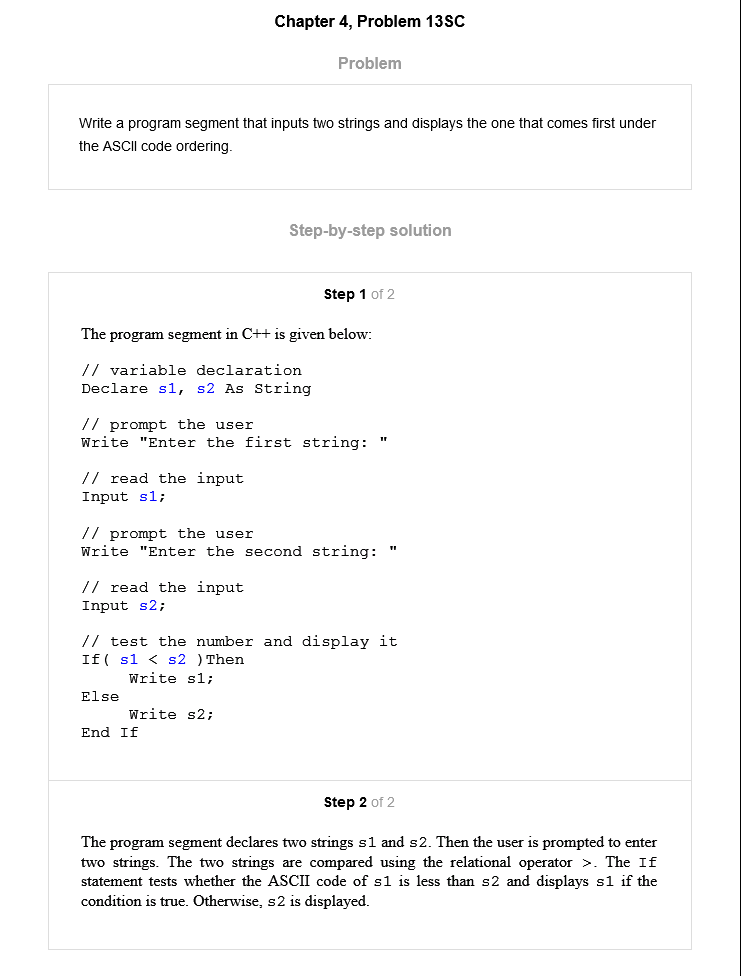 Chapter 4, Problem 13SC
Problem
Write a program segment that inputs two strings and displays the one that comes first under
the ASCII code ordering.
Step-by-step solution
Step 1 of 2
The program segment in C++ is given below:
// variable declaration
Declare s1, s2 As String
// prompt the user
Write "Enter the first string: "
// read the input
Input s1;
// prompt the user
Write "Enter the second string: "
// read the input
Input s2;
// test the number and display it
If( s1 < s2 )Then
Write s1;
Else
Write s2;
End If
Step 2 of 2
The program segment declares two strings s1 and s2. Then the user is prompted to enter
two strings. The two strings are compared using the relational operator >. The If
statement tests whether the ASCII code of s1 is less than s2 and displays s1 if the
condition is true. Otherwise, s2 is displayed.